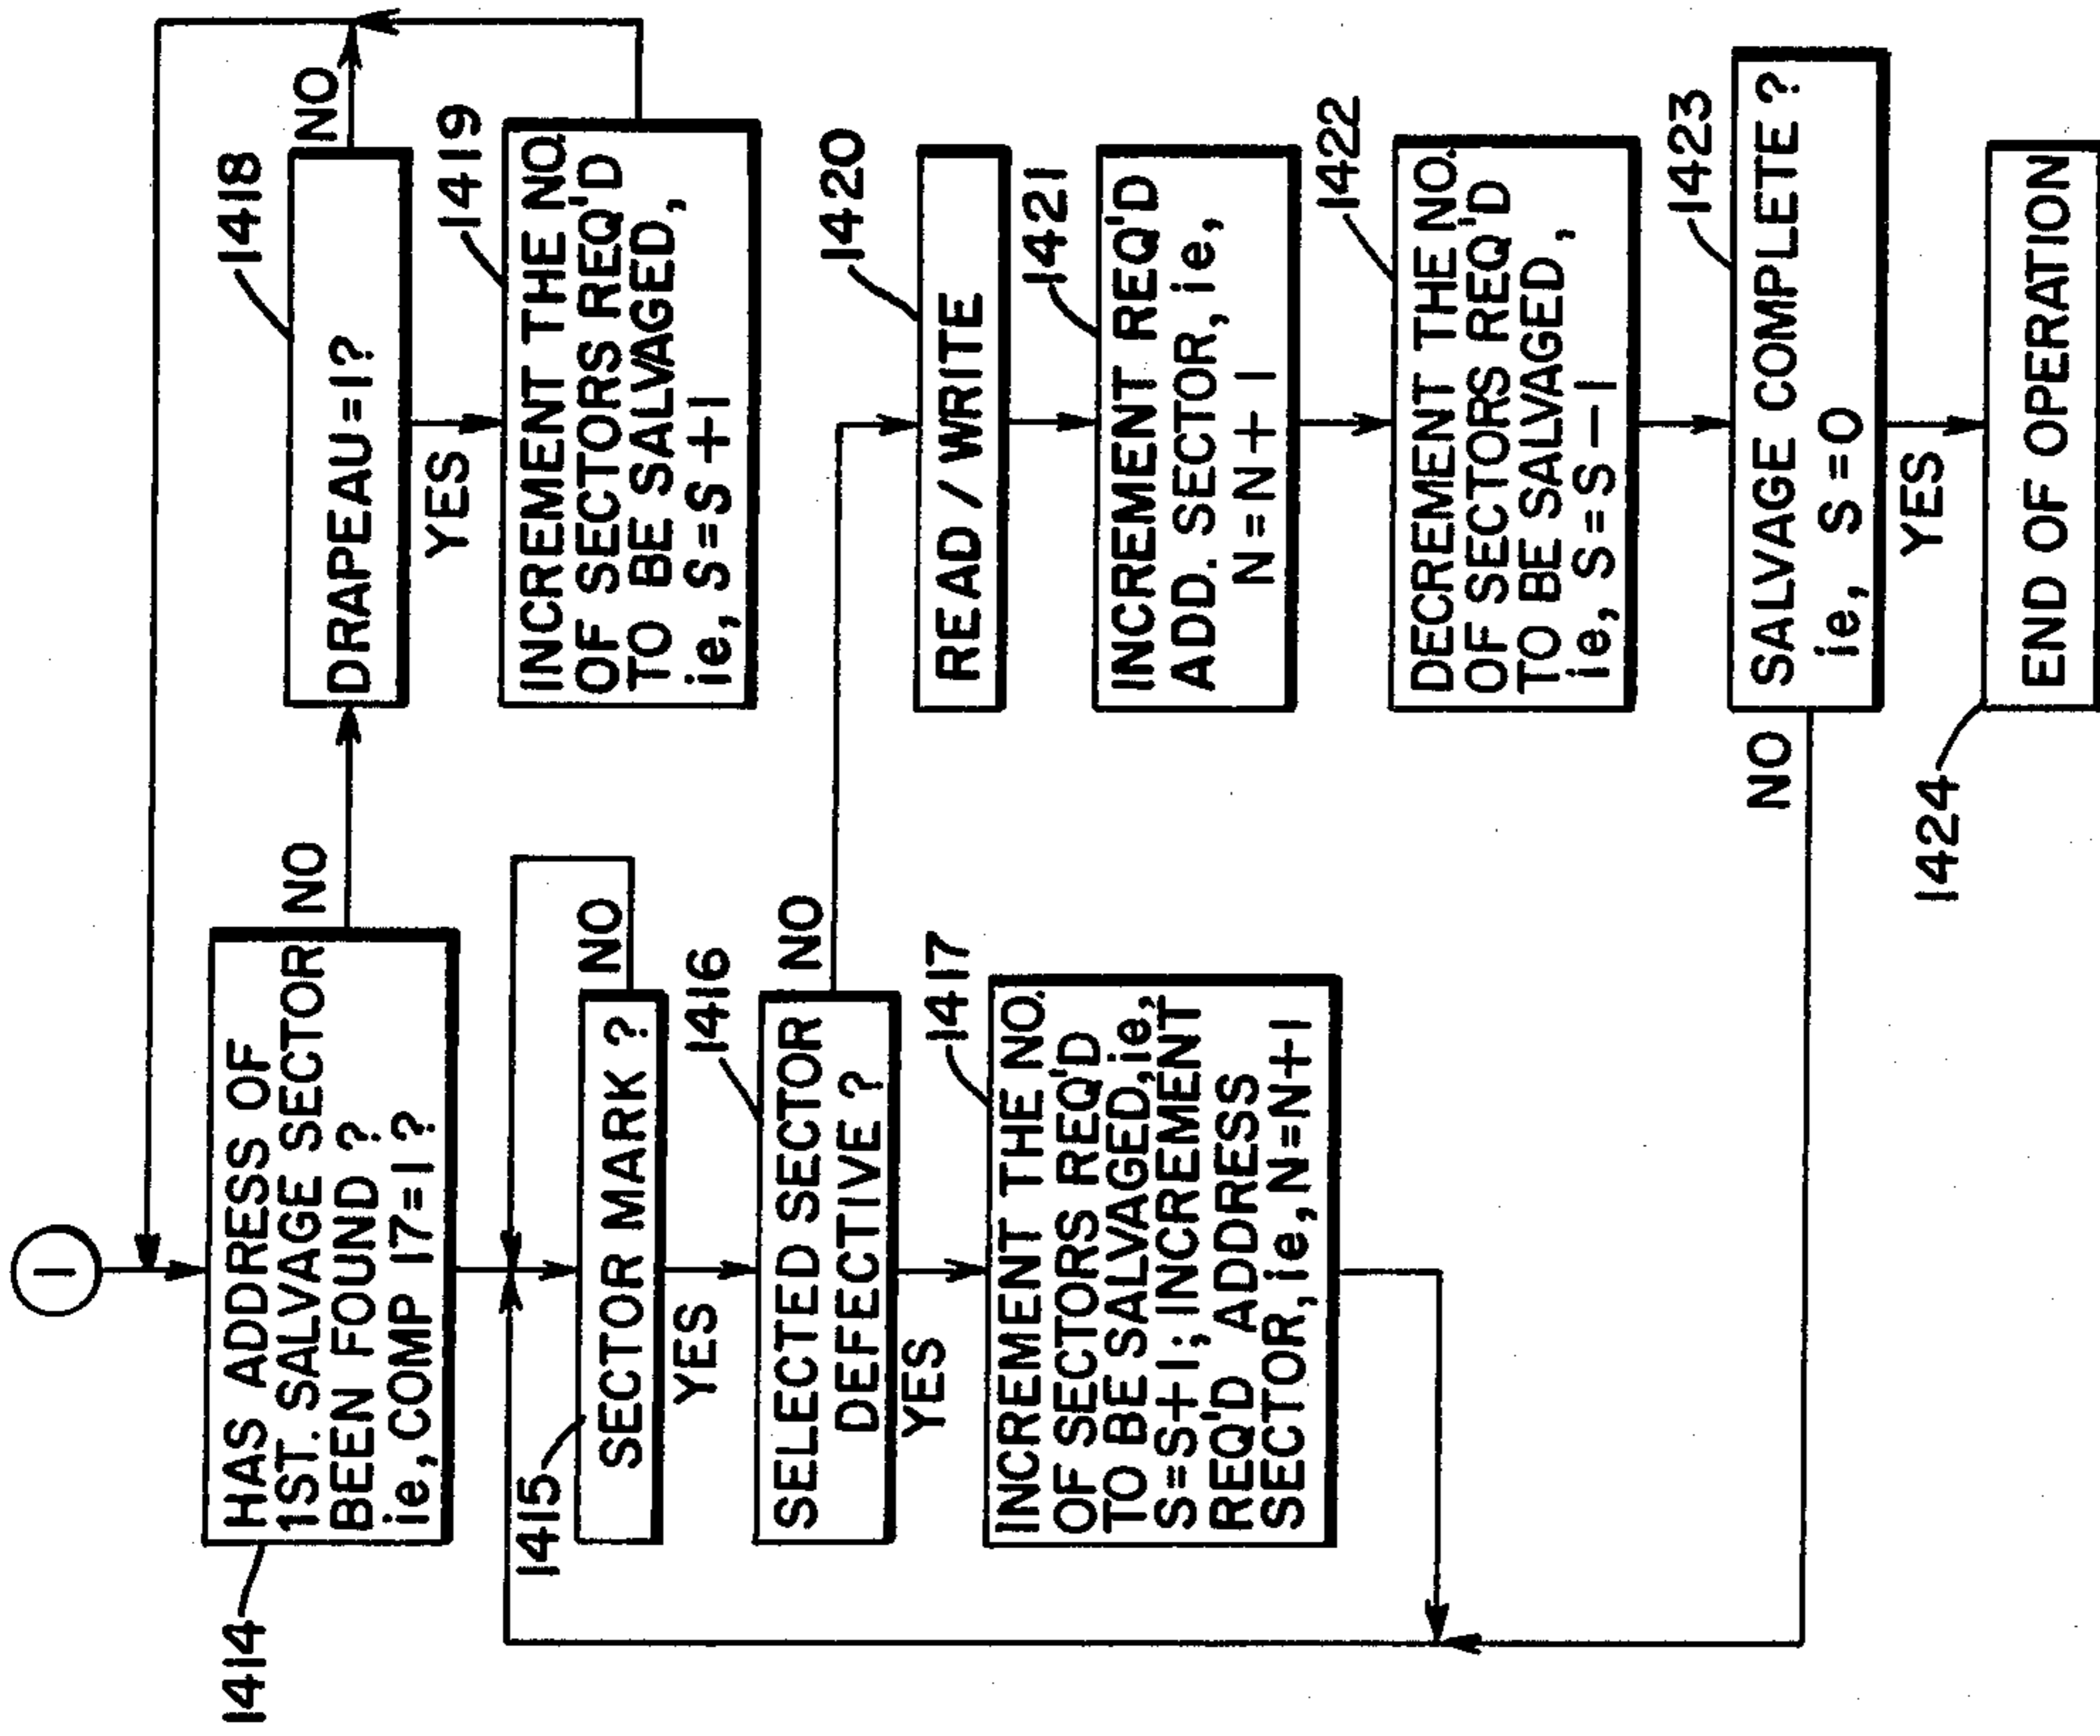 1
1414
HAS ADDRESS OF
1ST. SALVAGE SECTOR
BEEN FOUND ?
ie, COMP 17=1 ?
NO
1415
SECTOR MARK ?
NO
YES
1416
SELECTED SECTOR
DEFECTIVE ?
NO
YES
1417
INCREMENT THE NO.
OF SECTORS REQ'D
TO BE SALVAGED, ie,
S=S+1; INCREMENT
REQ'D ADDRESS
SECTOR, ie, N=N+1
1418
DRAPEAU=1?
NO
YES
1419
INCREMENT THE NO.
OF SECTORS REQ'D
TO BE SALVAGED,
ie, S=S+1
1420
READ / WRITE
1421
INCREMENT REQ'D
ADD. SECTOR, ie,
N=N+1
1422
DECREMENT THE NO.
OF SECTORS REQ'D
TO BE SALVAGED,
ie, S=S-1
1423
SALVAGE COMPLETE ?
ie, S=0
NO
YES
1424
END OF OPERATION